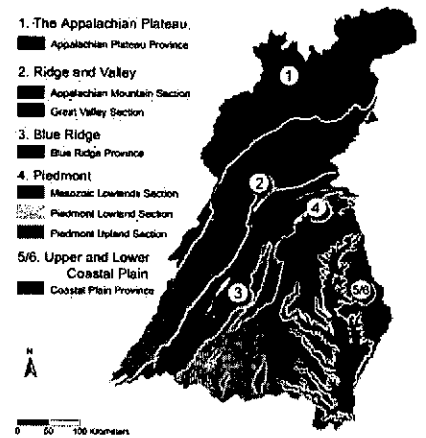 1. The Appalachian Plateau
Appalachian Plateau Province
2. Ridge and Valley
Appalachian Mountain Section
Great Valley Section
3. Blue Ridge
Blue Ridge Province
4. Piedmont
Mesozoic Lowlands Section
Piedmont Lowland Section
Piedmont Upland Section
5/6. Upper and Lower
Coastal Plain
Coastal Plain Province
1
2
4
3
5/6
N
0 50 100 Kilometers